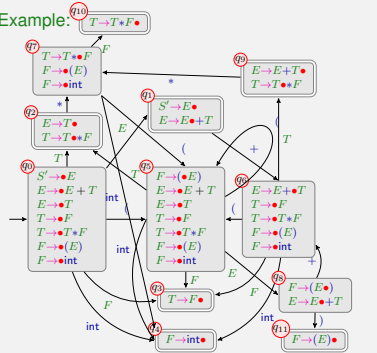 Example:
q10
T→T*F●
q7
T→T*●F
F→●(E)
F→●int
F
q9
E→E+T●
T→T●*F
*
q1
S′→E●
E→E●+T
q2
E→T●
T→T●*F
*
E
(
(
+
T
T
T
q0
S′→●E
E→●E+T
E→●T
T→●F
T→●T*F
F→●(E)
F→●int
int
(
int
q5
F→(●E)
E→●E+T
E→●T
T→●F
T→●T*F
F→●(E)
F→●int
(
q6
E→E+●T
T→●F
T→●T*F
F→●(E)
F→●int
F
F
E
q3
T→F●
q8
F→(E●)
E→E●+T
+
int
int
q4
F→int●
)
q11
F→(E)●